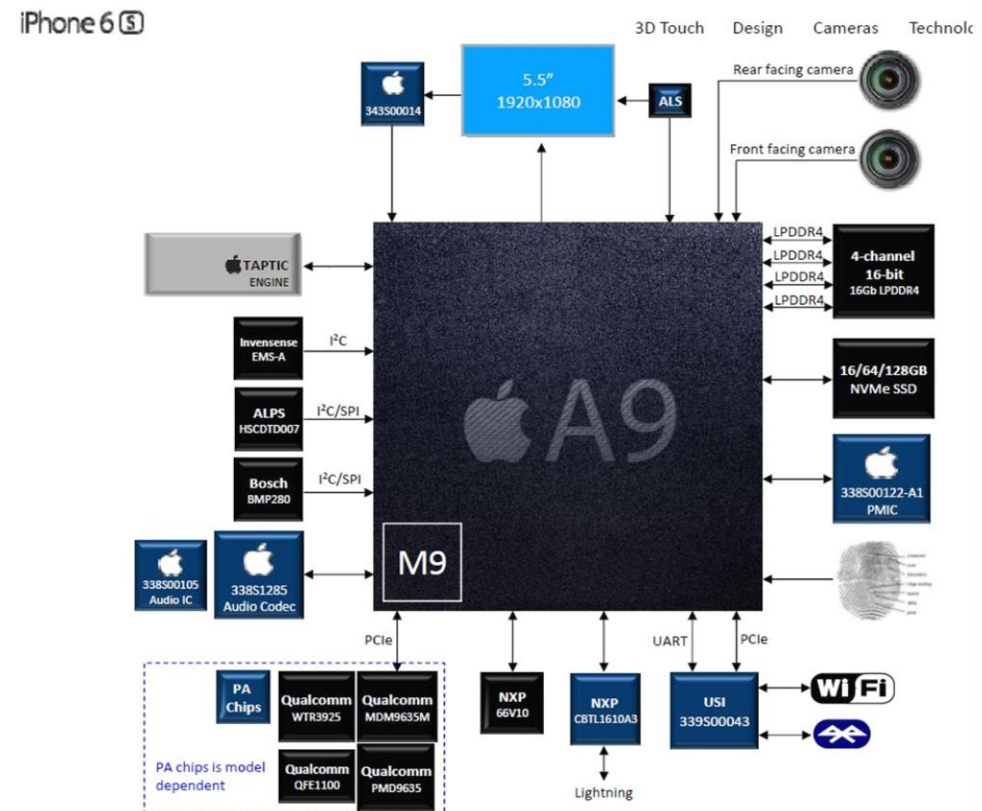 iPhone 6 S
3D Touch Design Cameras Technolo
343S00014
5.5"
1920x1080
ALS
Rear facing camera
Front facing camera
TAPTIC
ENGINE
LPDDR4
LPDDR4
LPDDR4
LPDDR4
4-channel
16-bit
16Gb LPDDR4
Invensense
EMS-A
I²C
ALPS
HSCDTD007
I²C/SPI
Bosch
BMP280
I²C/SPI
A9
M9
16/64/128GB
NVMe SSD
338S00122-A1
PMIC
338S00105
Audio IC
338S1285
Audio Codec
PCIe
UART
PCIe
PA
Chips
Qualcomm
WTR3925
Qualcomm
MDM9635M
Qualcomm
QFE1100
Qualcomm
PMD9635
PA chips is model
dependent
NXP
66V10
NXP
CBTL1610A3
Lightning
USI
339S00043
Wi Fi